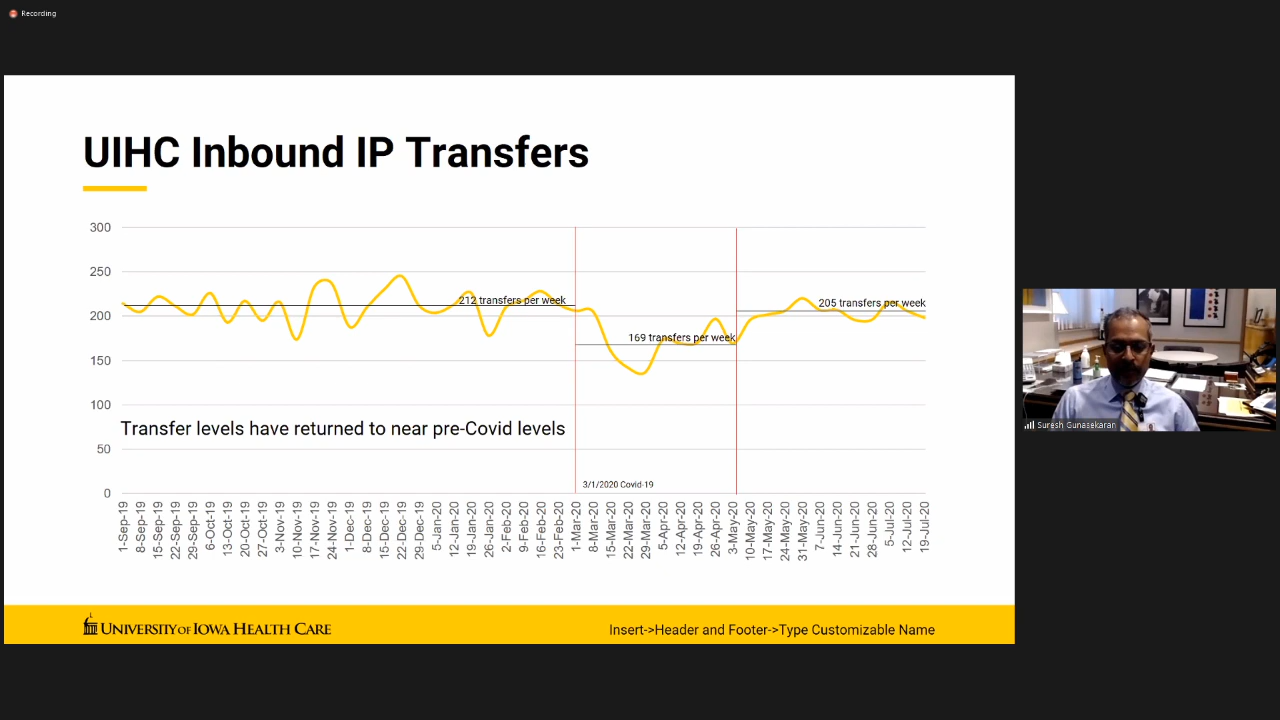 Recording
UIHC Inbound IP Transfers
300
250
200
150
100
50
0
212 transfers per week
169 transfers per week
205 transfers per week
Transfer levels have returned to near pre-Covid levels
3/1/2020 Covid-19
1-Sep-19
8-Sep-19
15-Sep-19
22-Sep-19
29-Sep-19
6-Oct-19
13-Oct-19
20-Oct-19
27-Oct-19
3-Nov-19
10-Nov-19
17-Nov-19
24-Nov-19
1-Dec-19
8-Dec-19
15-Dec-19
22-Dec-19
29-Dec-19
5-Jan-20
12-Jan-20
19-Jan-20
26-Jan-20
2-Feb-20
9-Feb-20
16-Feb-20
23-Feb-20
1-Mar-20
8-Mar-20
15-Mar-20
22-Mar-20
29-Mar-20
5-Apr-20
12-Apr-20
19-Apr-20
26-Apr-20
3-May-20
10-May-20
17-May-20
24-May-20
31-May-20
7-Jun-20
14-Jun-20
21-Jun-20
28-Jun-20
5-Jul-20
12-Jul-20
19-Jul-20
Suresh Gunasekaran
UNIVERSITY OF IOWA HEALTH CARE
Insert->Header and Footer->Type Customizable Name